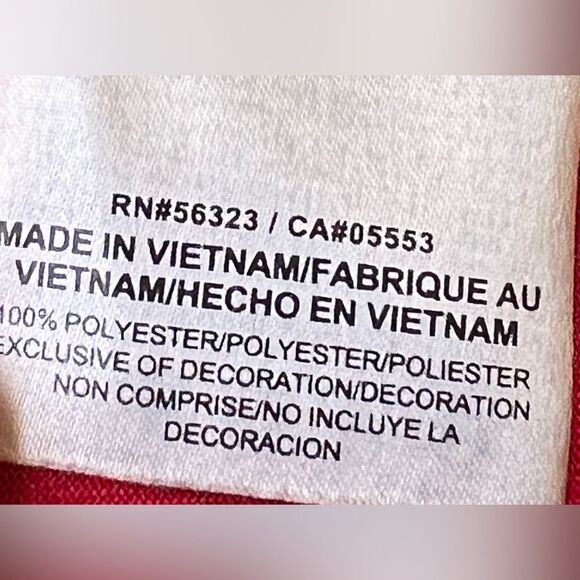 RN#56323 / CA#05553
MADE IN VIETNAM/FABRIQUE AU
VIETNAM/HECHO EN VIETNAM
100% POLYESTER/POLYESTER/POLIESTER
EXCLUSIVE OF DECORATION/DECORATION
NON COMPRISE/NO INCLUYE LA
DECORACION